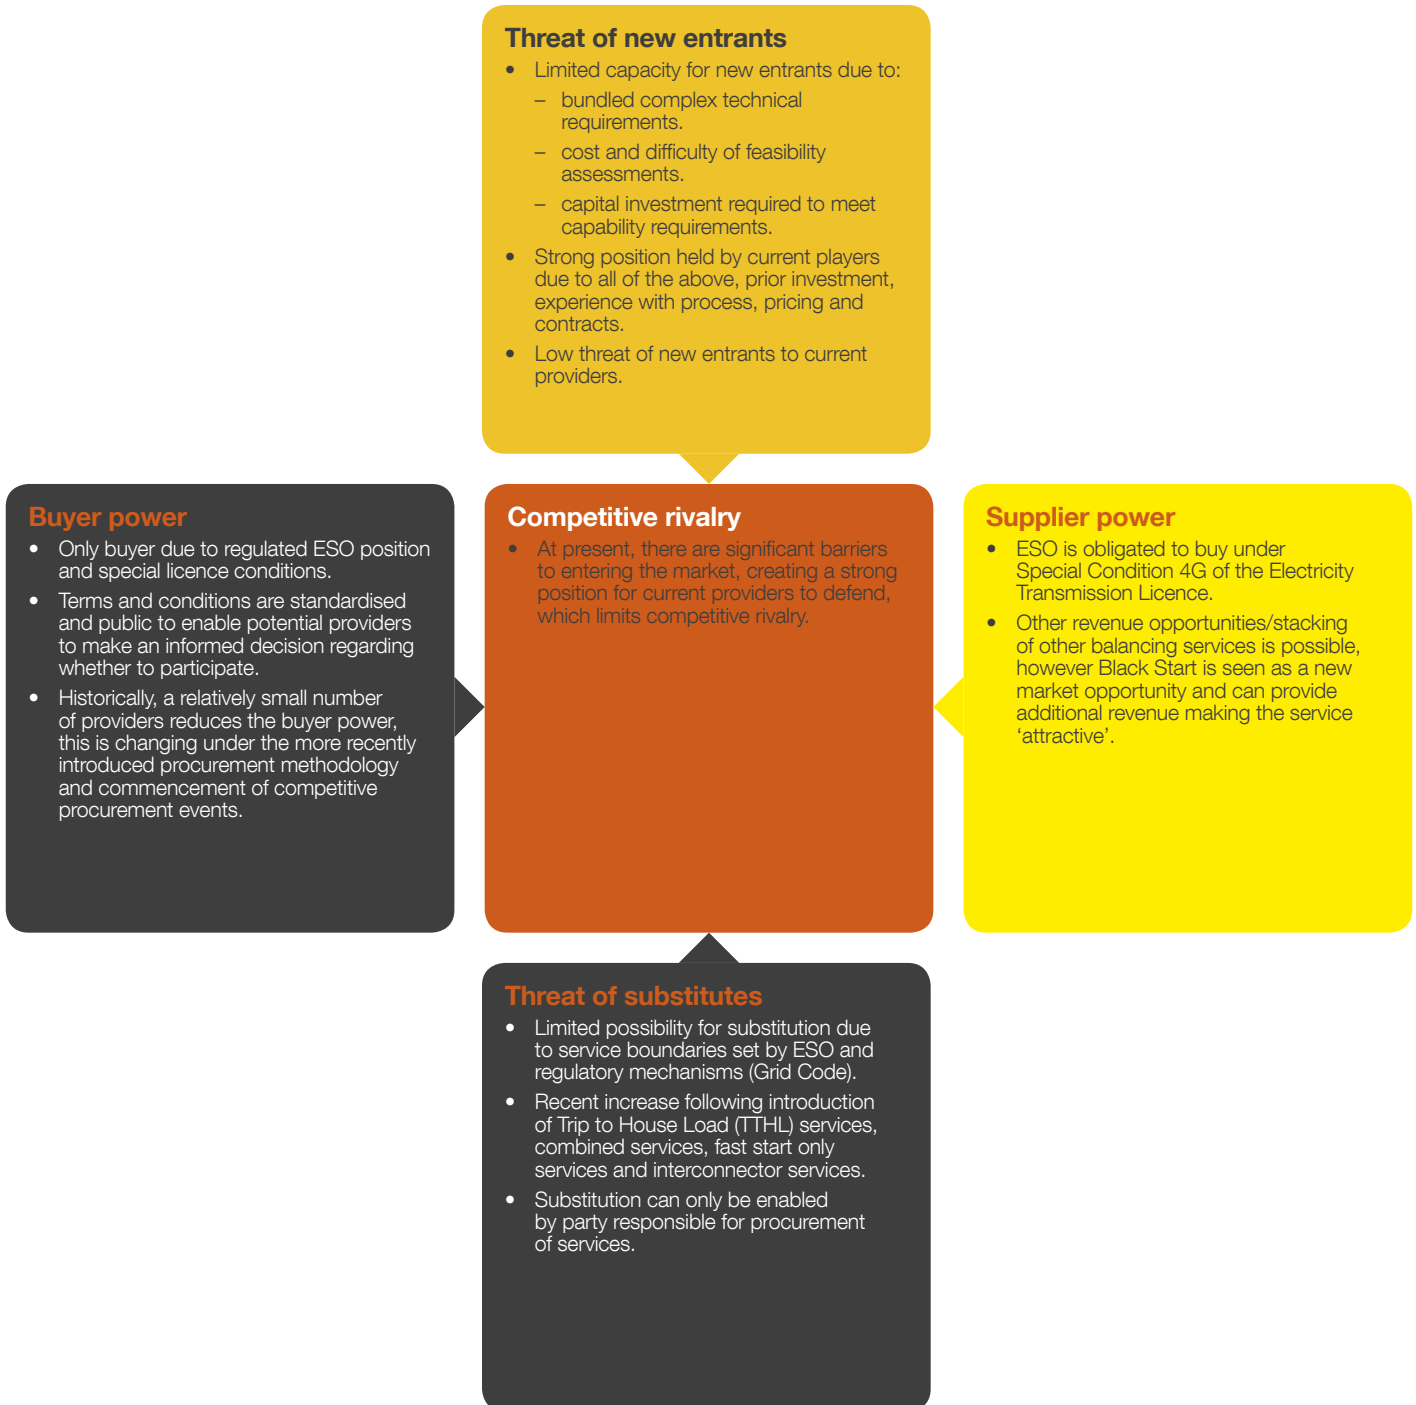 Threat of new entrants
• Limited capacity for new entrants due to:
– bundled complex technical
requirements.
– cost and difficulty of feasibility
assessments.
– capital investment required to meet
capability requirements.
• Strong position held by current players
due to all of the above, prior investment,
experience with process, pricing and
contracts.
• Low threat of new entrants to current
providers.
Buyer power
• Only buyer due to regulated ESO position
and special licence conditions.
• Terms and conditions are standardised
and public to enable potential providers
to make an informed decision regarding
whether to participate.
• Historically, a relatively small number
of providers reduces the buyer power,
this is changing under the more recently
introduced procurement methodology
and commencement of competitive
procurement events.
Competitive rivalry
• At present, there are significant barriers
to entering the market, creating a strong
position for current providers to defend,
which limits competitive rivalry.
Supplier power
• ESO is obligated to buy under
Special Condition 4G of the Electricity
Transmission Licence.
• Other revenue opportunities/stacking
of other balancing services is possible,
however Black Start is seen as a new
market opportunity and can provide
additional revenue making the service
‘attractive’.
Threat of substitutes
• Limited possibility for substitution due
to service boundaries set by ESO and
regulatory mechanisms (Grid Code).
• Recent increase following introduction
of Trip to House Load (TTHL) services,
combined services, fast start only
services and interconnector services.
• Substitution can only be enabled
by party responsible for procurement
of services.